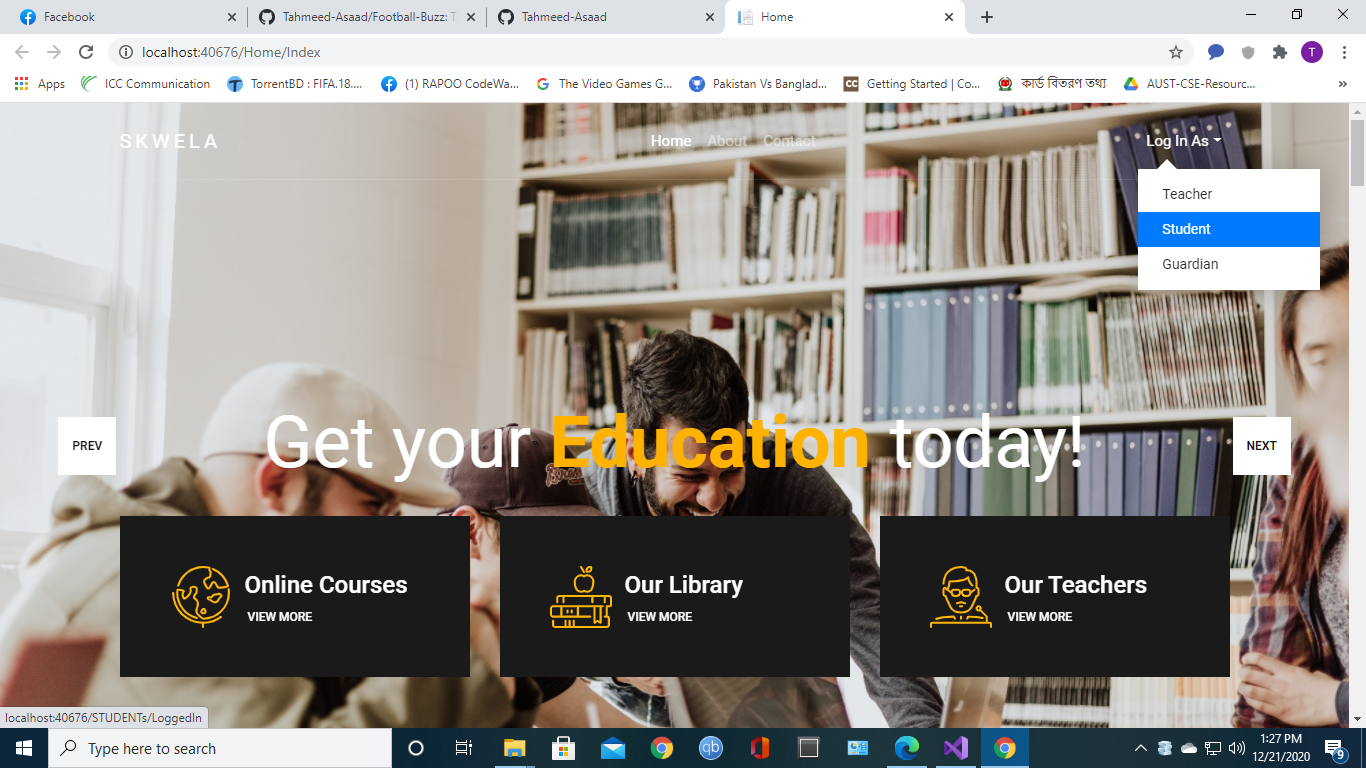 Facebook
Tahmeed-Asaad/Football-Buzz: T
Tahmeed-Asaad
Home
localhost:40676/Home/Index
T
Apps
ICC Communication
TorrentBD : FIFA.18....
(1) RAPOO CodeWa...
The Video Games G...
Pakistan Vs Banglad...
CC
Getting Started | Co...
কার্ড বিতরণ তথ্য
AUST-CSE-Resourc...
»
SKWELA
Home About Contact
Log In As
Teacher
Student
Guardian
PREV
Get your Education today!
NEXT
Online Courses
VIEW MORE
Our Library
VIEW MORE
Our Teachers
VIEW MORE
localhost:40676/STUDENTs/LoggedIn
Type here to search
qb
1:27 PM
12/21/2020
9